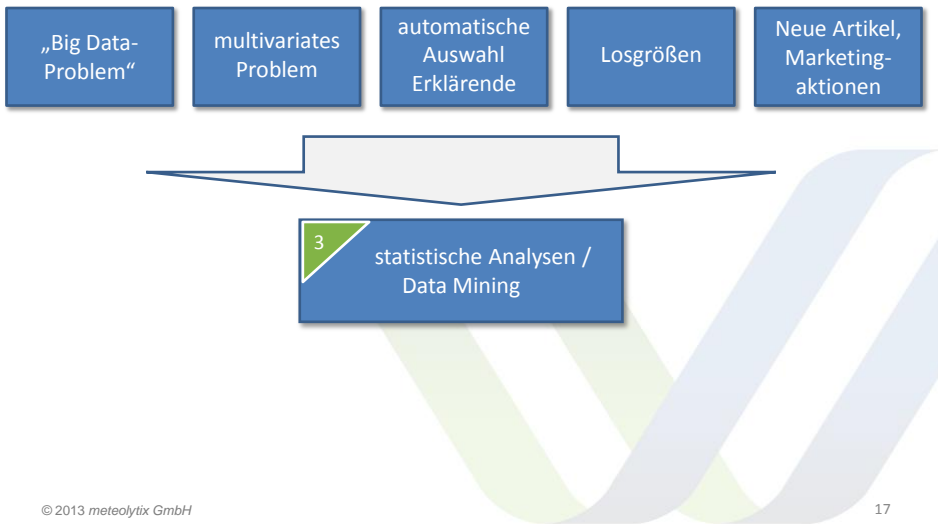 „Big Data-
Problem“
multivariates
Problem
automatische
Auswahl
Erklärende
Losgrößen
Neue Artikel,
Marketing-
aktionen
3
statistische Analysen /
Data Mining
© 2013 meteolytix GmbH
17